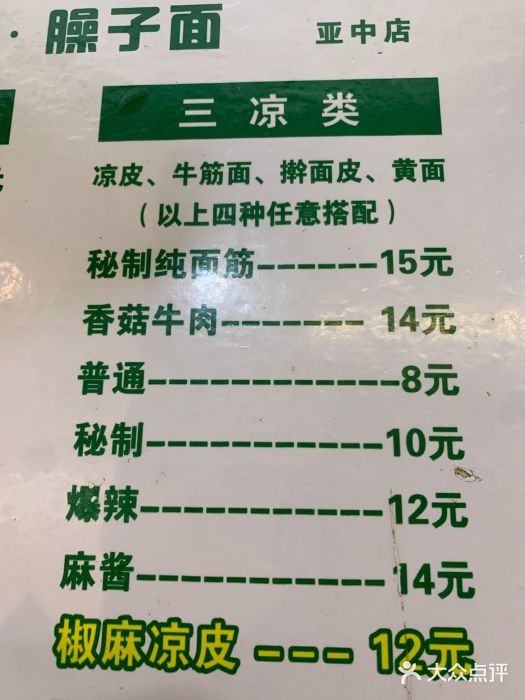 ·臊子面 亚中店
三凉类
凉皮、牛筋面、擀面皮、黄面
（以上四种任意搭配）
秘制纯面筋------15元
香菇牛肉------- 14元
普通------------8元
秘制-----------10元
爆辣-----------12元
麻酱-----------14元
椒麻凉皮 --- 12元
元
大众点评